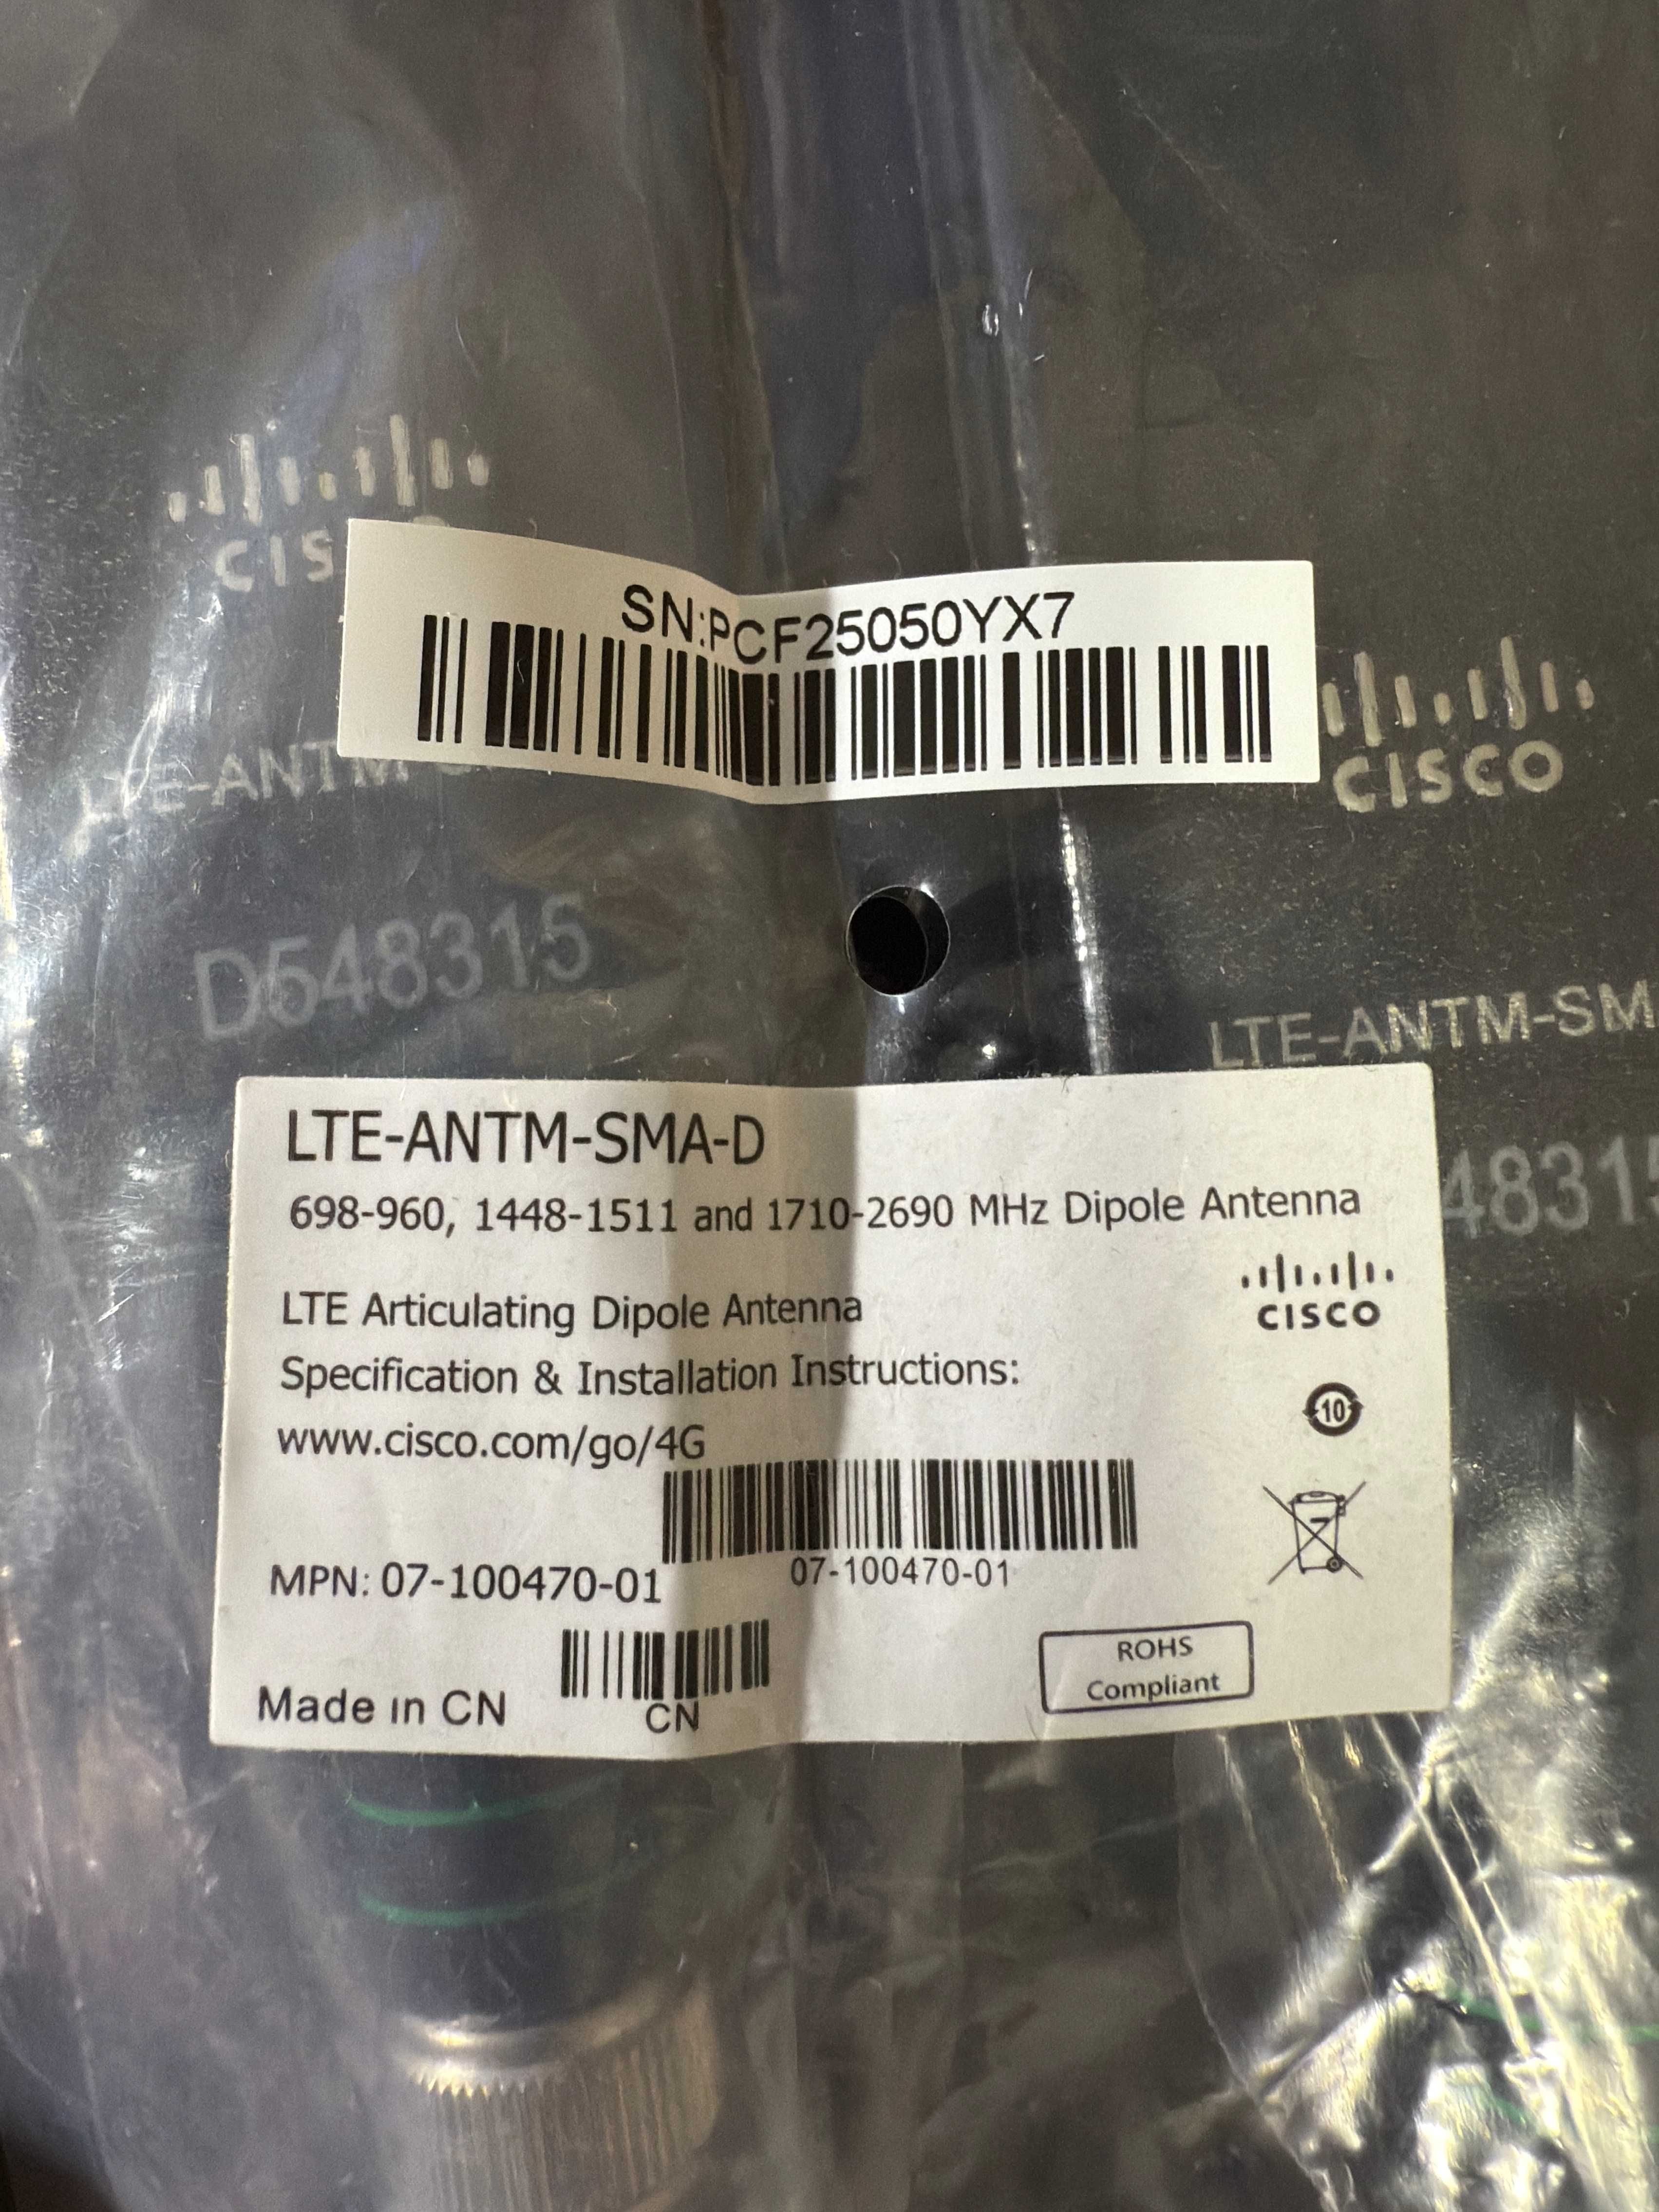 SN:PCF25050YX7
CISCO
D548315
LTE-ANTM-SM
LTE-ANTM-SMA-D
698-960, 1448-1511 and 1710-2690 MHz Dipole Antenna
LTE Articulating Dipole Antenna
CISCO
Specification & Installation Instructions:
10
www.cisco.com/go/4G
MPN: 07-100470-01
07-100470-01
ROHS
Compliant
Made in CN
CN